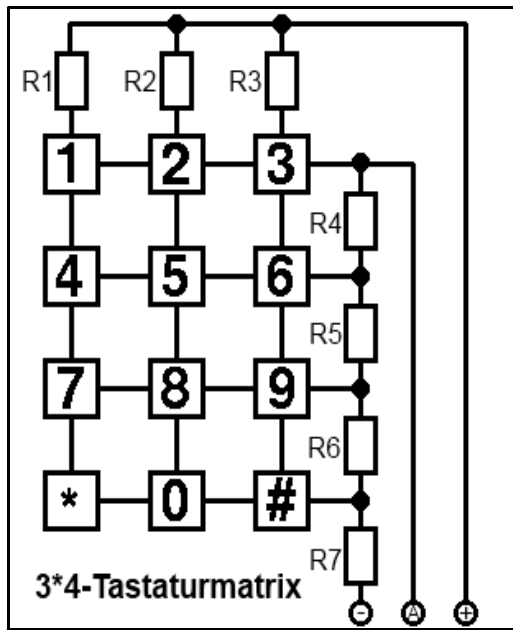 R1 R2 R3
1 2 3
R4
4 5 6
R5
7 8 9
R6
* 0 #
R7
3*4-Tastaturmatrix
- A +